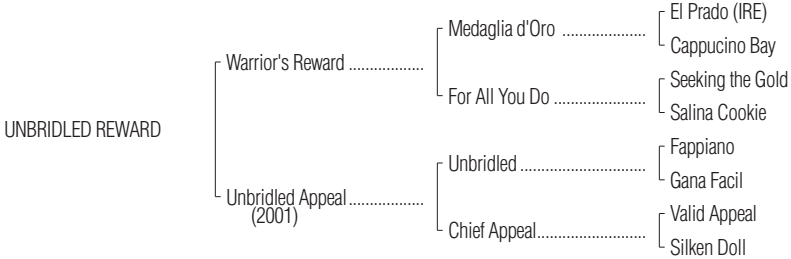 El Prado (IRE)
Medaglia d'Oro ....................
Cappucino Bay
Warrior's Reward ..................
Seeking the Gold
For All You Do ......................
Salina Cookie
UNBRIDLED REWARD
Fappiano
Unbridled ..............................
Gana Facil
Unbridled Appeal..................
(2001)
Valid Appeal
Chief Appeal..........................
Silken Doll